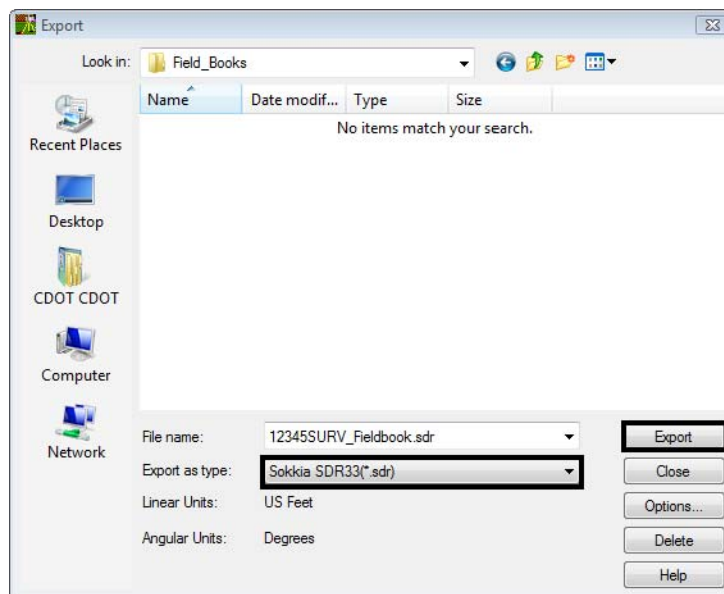 Export
Look in: Field_Books
Name Date modif... Type Size
No items match your search.
Recent Places
Desktop
CDOT CDOT
Computer
Network
File name: 12345SURV_Fieldbook.sdr Export
Export as type: Sokkia SDR33(*.sdr) Close
Linear Units: US Feet Options...
Angular Units: Degrees Delete
Help